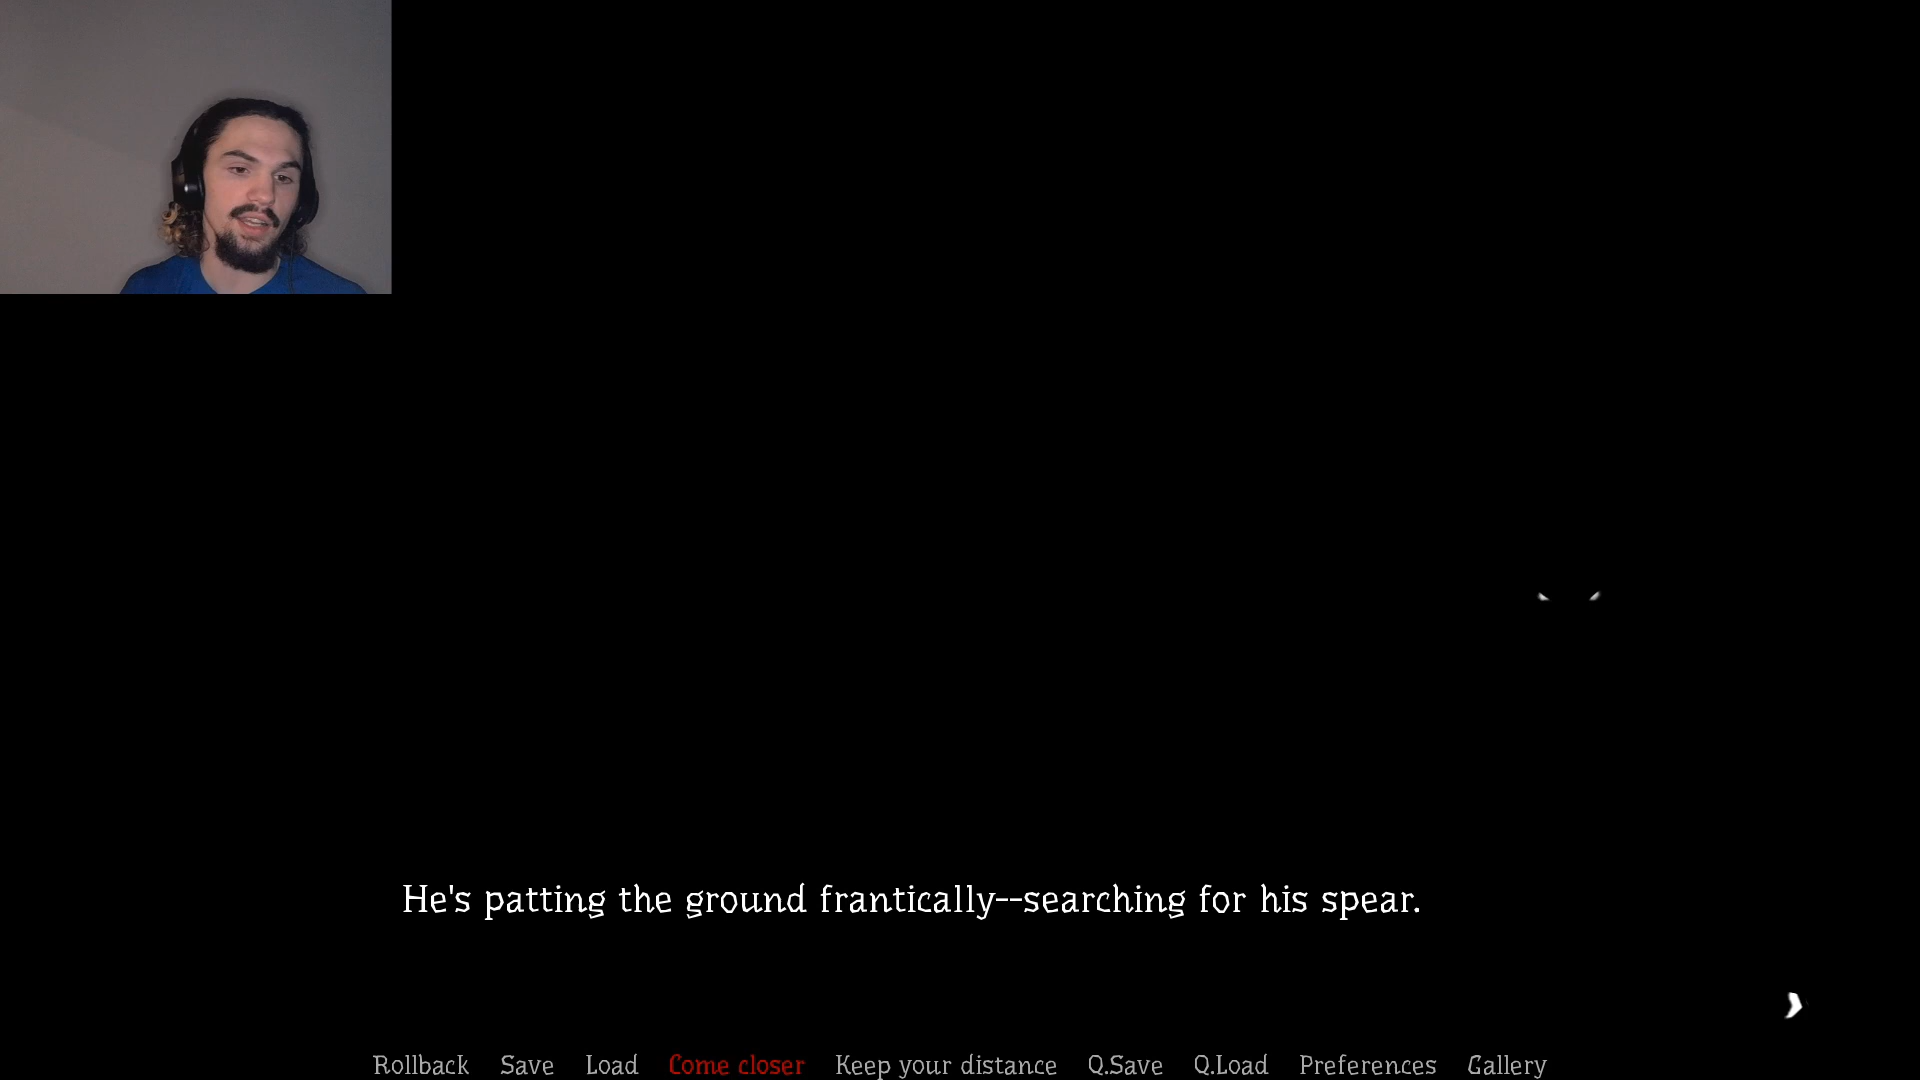 He's patting the ground frantically--searching for his spear.
Rollback Save Load Come closer Keep your distance Q.Save Q.Load Preferences Gallery